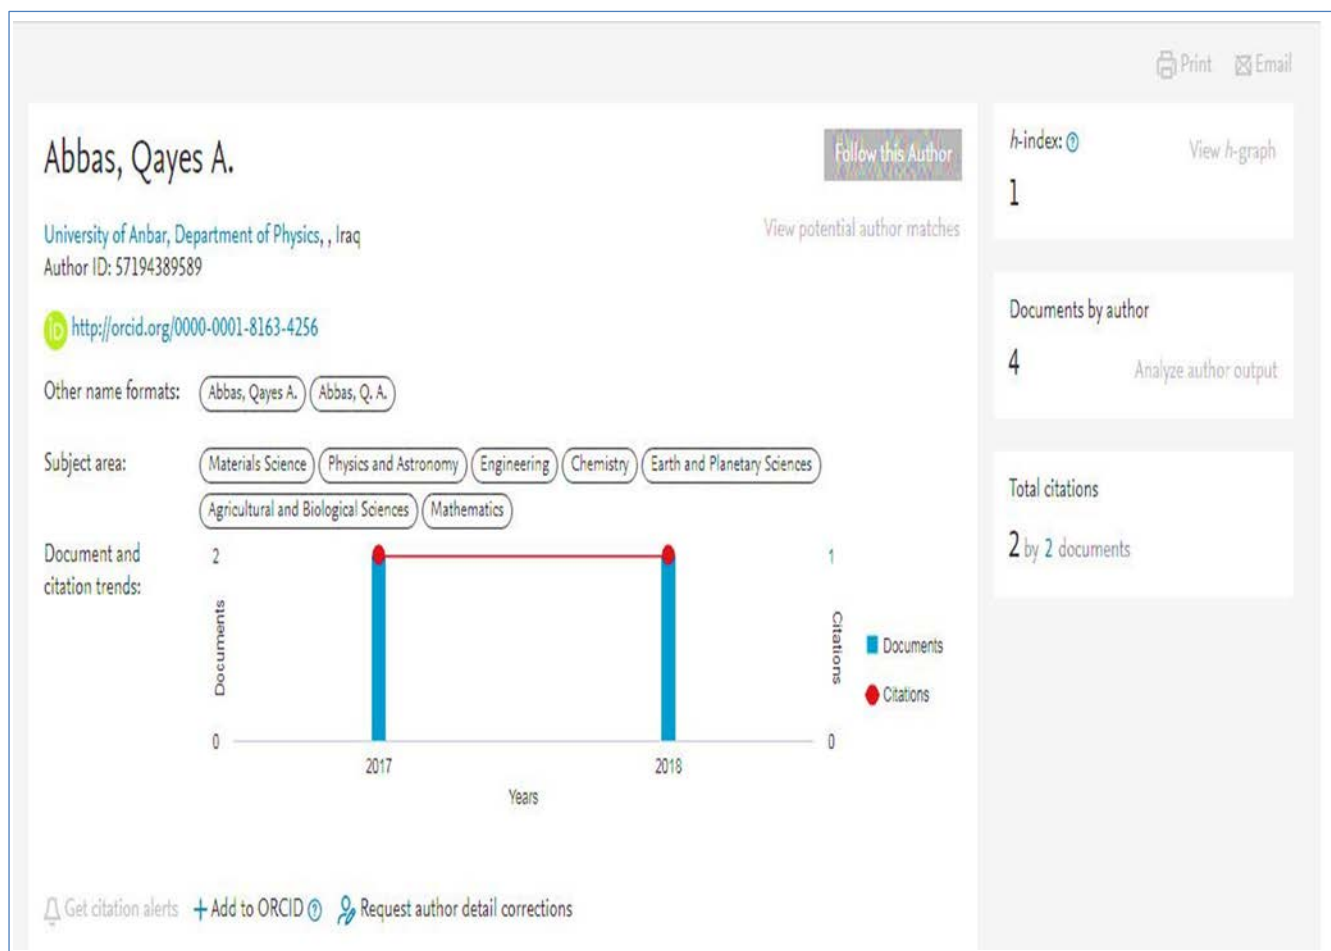 Print Email
Abbas, Qayes A.
Follow this Author
University of Anbar, Department of Physics, , Iraq
View potential author matches
Author ID: 57194389589
iD http://orcid.org/0000-0001-8163-4256
Other name formats: Abbas, Qayes A. Abbas, Q. A.
Subject area: Materials Science Physics and Astronomy Engineering Chemistry Earth and Planetary Sciences
Agricultural and Biological Sciences Mathematics
Document and
citation trends:
2
1
Documents
Citations
0
0
2017 2018
Years
Documents
Citations
Get citation alerts +Add to ORCID ? Request author detail corrections
h-index: ? View h-graph
1
Documents by author
4 Analyze author output
Total citations
2 by 2 documents